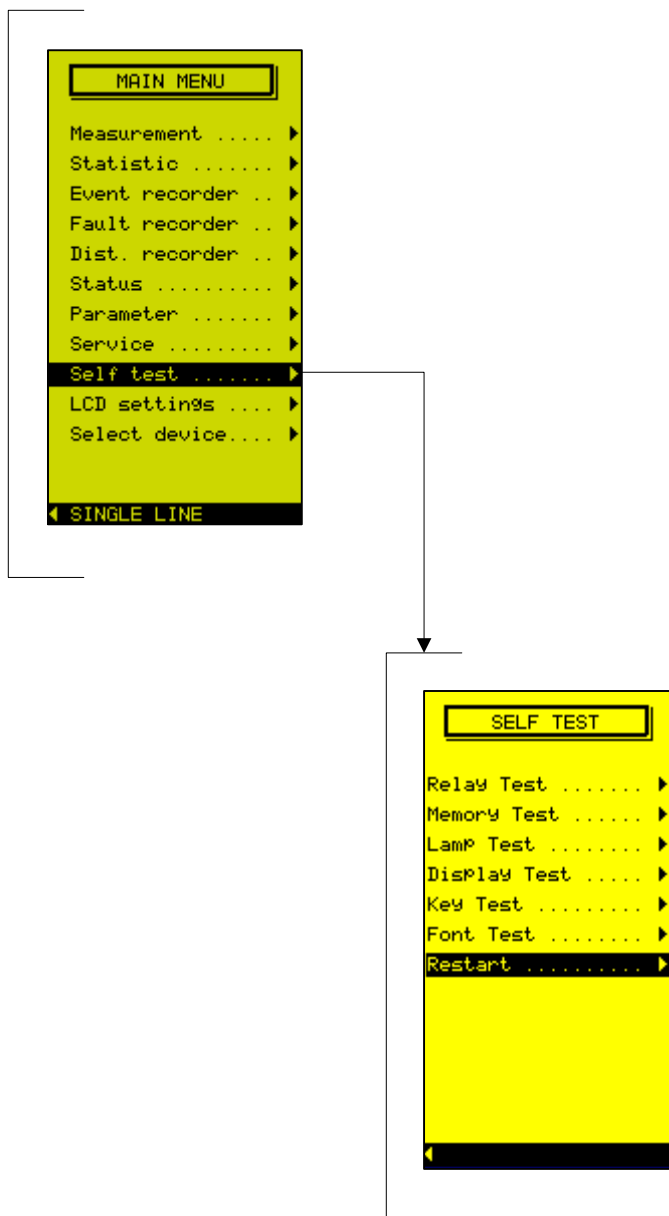 MAIN MENU
Measurement ..... ▶
Statistic ....... ▶
Event recorder .. ▶
Fault recorder .. ▶
Dist. recorder .. ▶
Status .......... ▶
Parameter ....... ▶
Service ......... ▶
Self test ....... ▶
LCD settings .... ▶
Select device.... ▶
◀ SINGLE LINE
SELF TEST
Relay Test ....... ▶
Memory Test ...... ▶
Lamp Test ........ ▶
Display Test ..... ▶
Key Test ......... ▶
Font Test ........ ▶
Restart .......... ▶